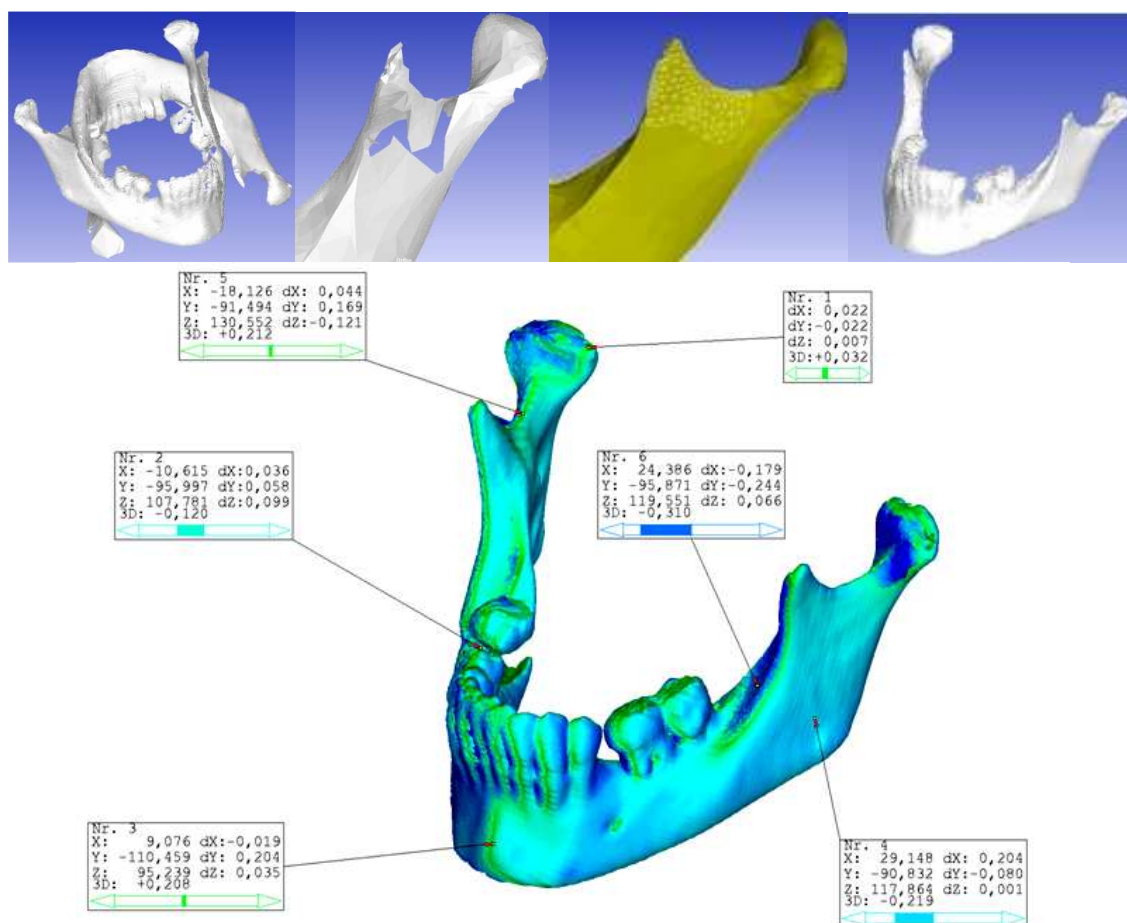 Nr. 5
X: -18,126 dX: 0,044
Y: -91,494 dY: 0,169
Z: 130,552 dZ:-0,121
3D: +0,212
Nr. 1
dX: 0,022
dY:-0,022
dZ: 0,007
3D:+0,032
Nr. 2
X: -10,615 dX:0,036
Y: -95,997 dY:0,058
Z: 107,781 dZ:0,099
3D: -0,120
Nr. 6
X: 24,386 dX:-0,179
Y: -95,871 dY:-0,244
Z: 119,551 dZ: 0,066
3D: -0,310
Nr. 3
X: 9,076 dX:-0,019
Y: -110,459 dY: 0,204
Z: 95,239 dZ: 0,035
3D: +0,208
Nr. 4
X: 29,148 dX: 0,204
Y: -90,832 dY:-0,080
Z: 117,864 dZ: 0,001
3D: -0,219